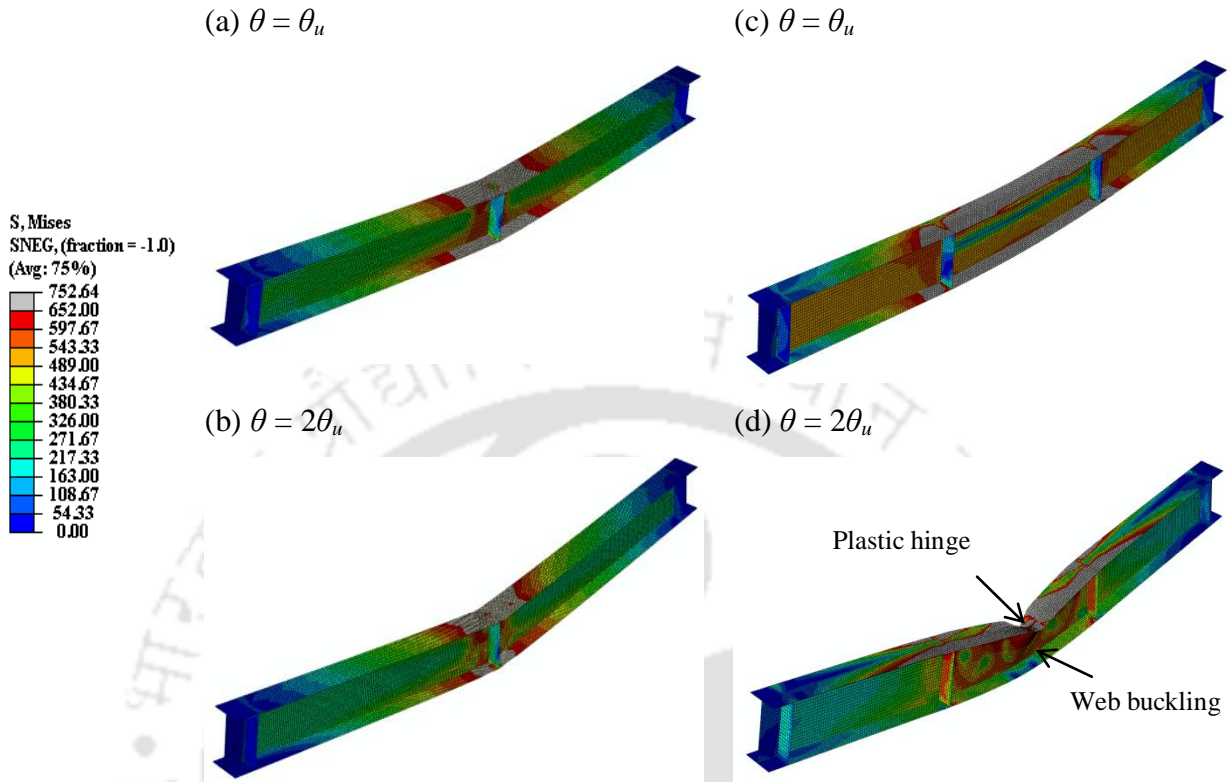 (a) θ = θu
(c) θ = θu
S, Mises
SNEG, (fraction = -1.0)
(Avg: 75%)
752.64
652.00
597.67
543.33
489.00
434.67
380.33
326.00
271.67
217.33
163.00
108.67
54.33
0.00
(b) θ = 2θu
(d) θ = 2θu
Plastic hinge
Web buckling